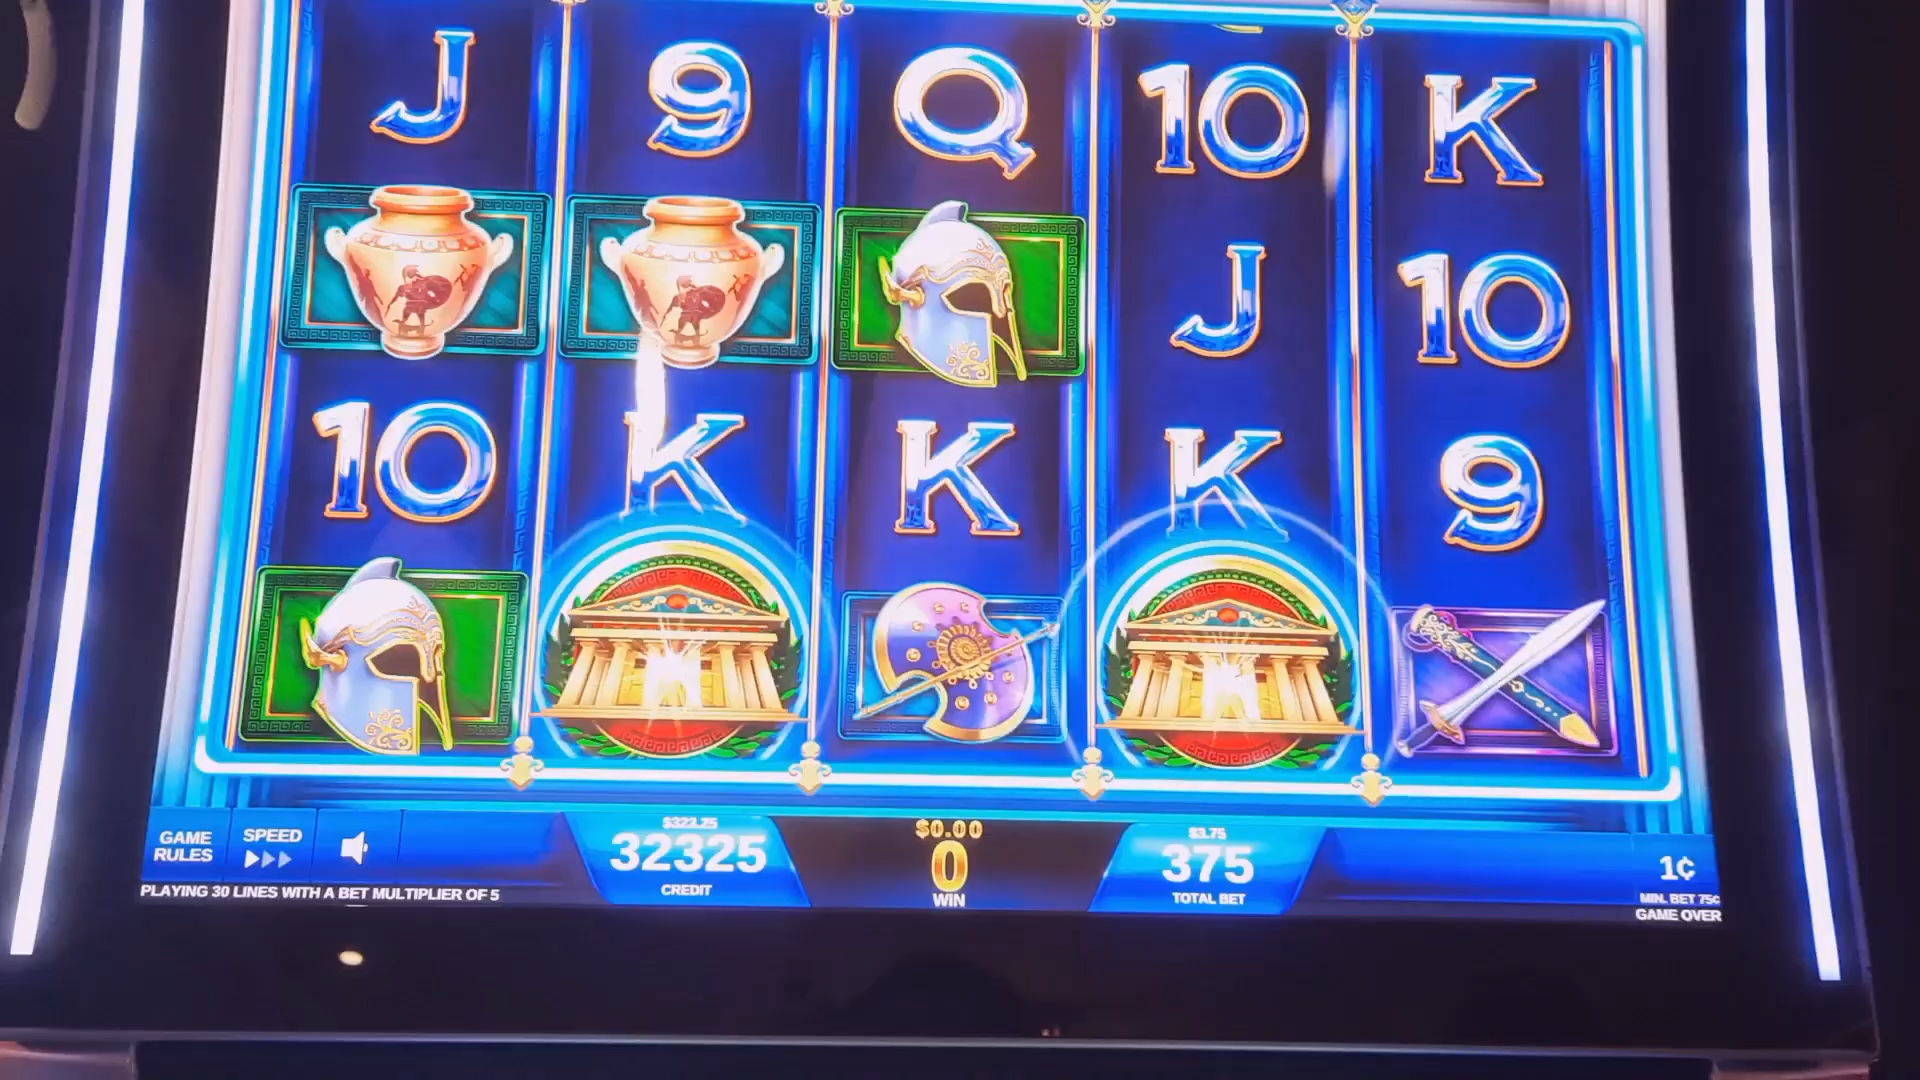 J 9 Q 10 K
J 10
10 K K K 9
GAME RULES
SPEED
$323.25
32325
CREDIT
$0.00
0
WIN
$3.75
375
TOTAL BET
1¢
MIN. BET 75¢
PLAYING 30 LINES WITH A BET MULTIPLIER OF 5
GAME OVER